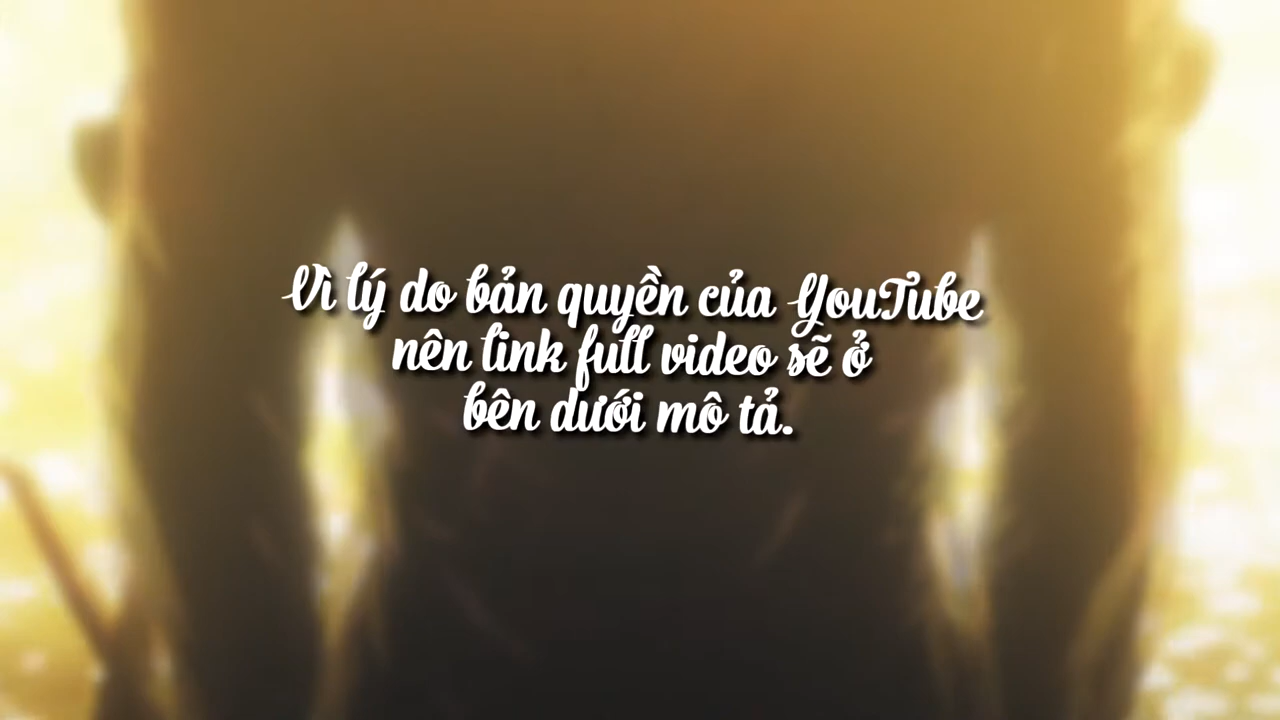 Vì lý do bản quyền của YouTube
nên link full video sẽ ở
bên dưới mô tả.